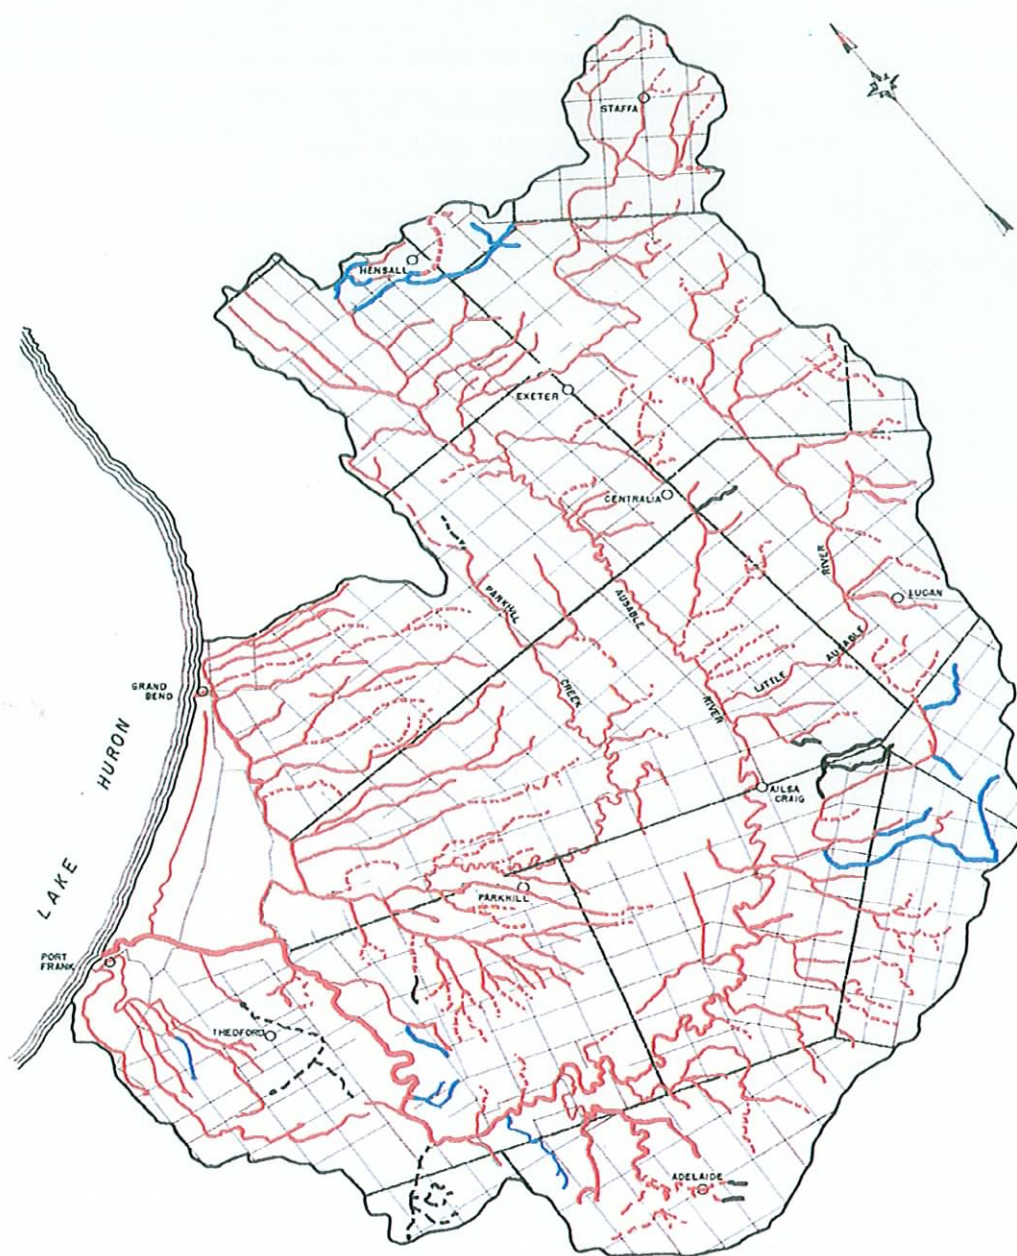 STAFFA
HENSALL
EXETER
CENTRALIA
RIVER
LUCAN
PARKHILL
AUSABLE
AUSABLE
LITTLE
CREEK
RIVER
GRAND
BEND
LAKE HURON
AILSA
CRAIG
PARKHILL
PORT
FRANK
THEDFORD
ADELAIDE